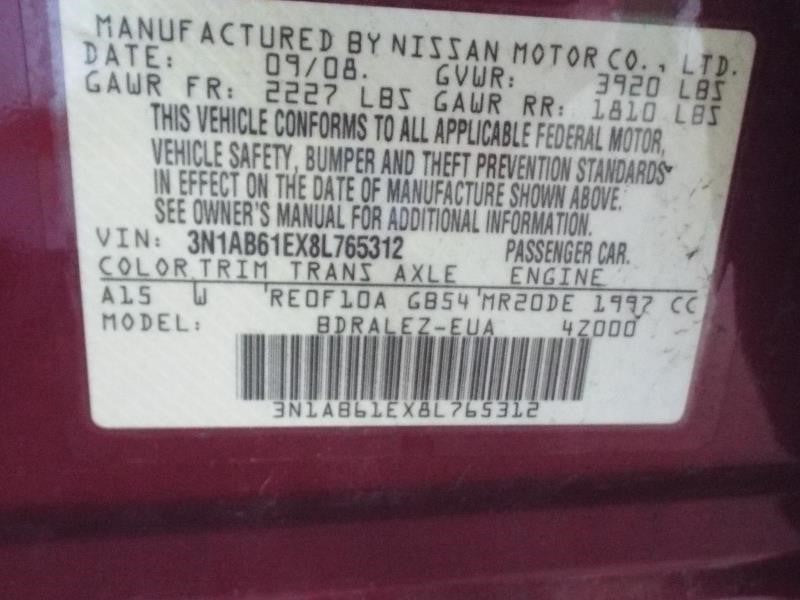 MANUFACTURED BY NISSAN MOTOR CO., LTD.
DATE: 09/08. GVWR: 3920 LBS
GAWR FR: 2227 LBS GAWR RR: 1810 LBS
THIS VEHICLE CONFORMS TO ALL APPLICABLE FEDERAL MOTOR,
VEHICLE SAFETY, BUMPER AND THEFT PREVENTION STANDARDS
IN EFFECT ON THE DATE OF MANUFACTURE SHOWN ABOVE.
SEE OWNER'S MANUAL FOR ADDITIONAL INFORMATION.
VIN: 3N1AB61EX8L765312 PASSENGER CAR.
COLOR TRIM TRANS AXLE ENGINE
A15 W 'RE0F10A GB54 'MR20DE 1997 CC
MODEL: BDRALEZ-EUA 4Z000
3N1AB61EX8L765312